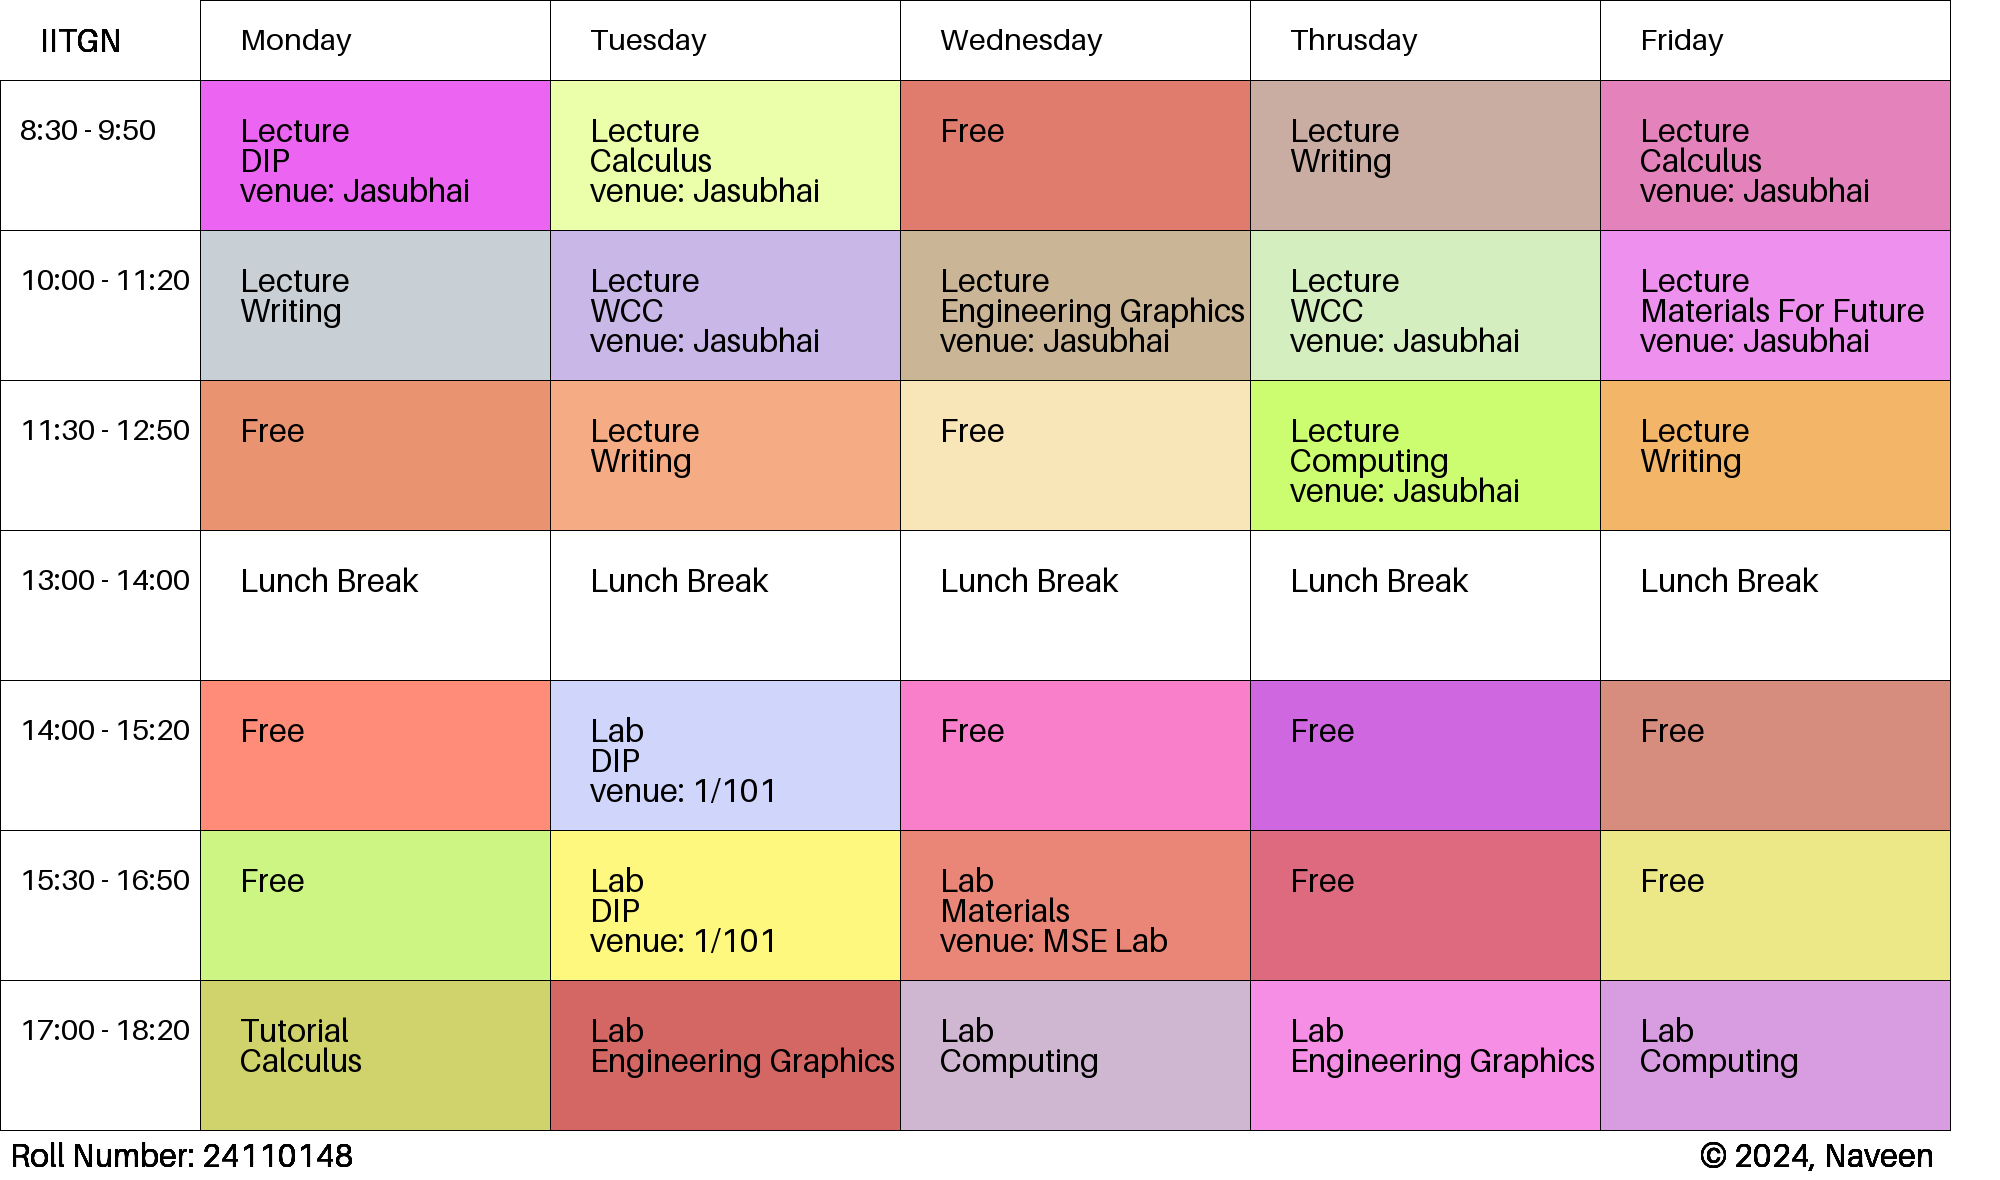 IITGN Monday Tuesday Wednesday Thrusday Friday
8:30 - 9:50
Lecture
DIP
venue: Jasubhai
Lecture
Calculus
venue: Jasubhai
Free
Lecture
Writing
Lecture
Calculus
venue: Jasubhai
10:00 - 11:20
Lecture
Writing
Lecture
WCC
venue: Jasubhai
Lecture
Engineering Graphics
venue: Jasubhai
Lecture
WCC
venue: Jasubhai
Lecture
Materials For Future
venue: Jasubhai
11:30 - 12:50
Free
Lecture
Writing
Free
Lecture
Computing
venue: Jasubhai
Lecture
Writing
13:00 - 14:00
Lunch Break
Lunch Break
Lunch Break
Lunch Break
Lunch Break
14:00 - 15:20
Free
Lab
DIP
venue: 1/101
Free
Free
Free
15:30 - 16:50
Free
Lab
DIP
venue: 1/101
Lab
Materials
venue: MSE Lab
Free
Free
17:00 - 18:20
Tutorial
Calculus
Lab
Engineering Graphics
Lab
Computing
Lab
Engineering Graphics
Lab
Computing
Roll Number: 24110148
© 2024, Naveen